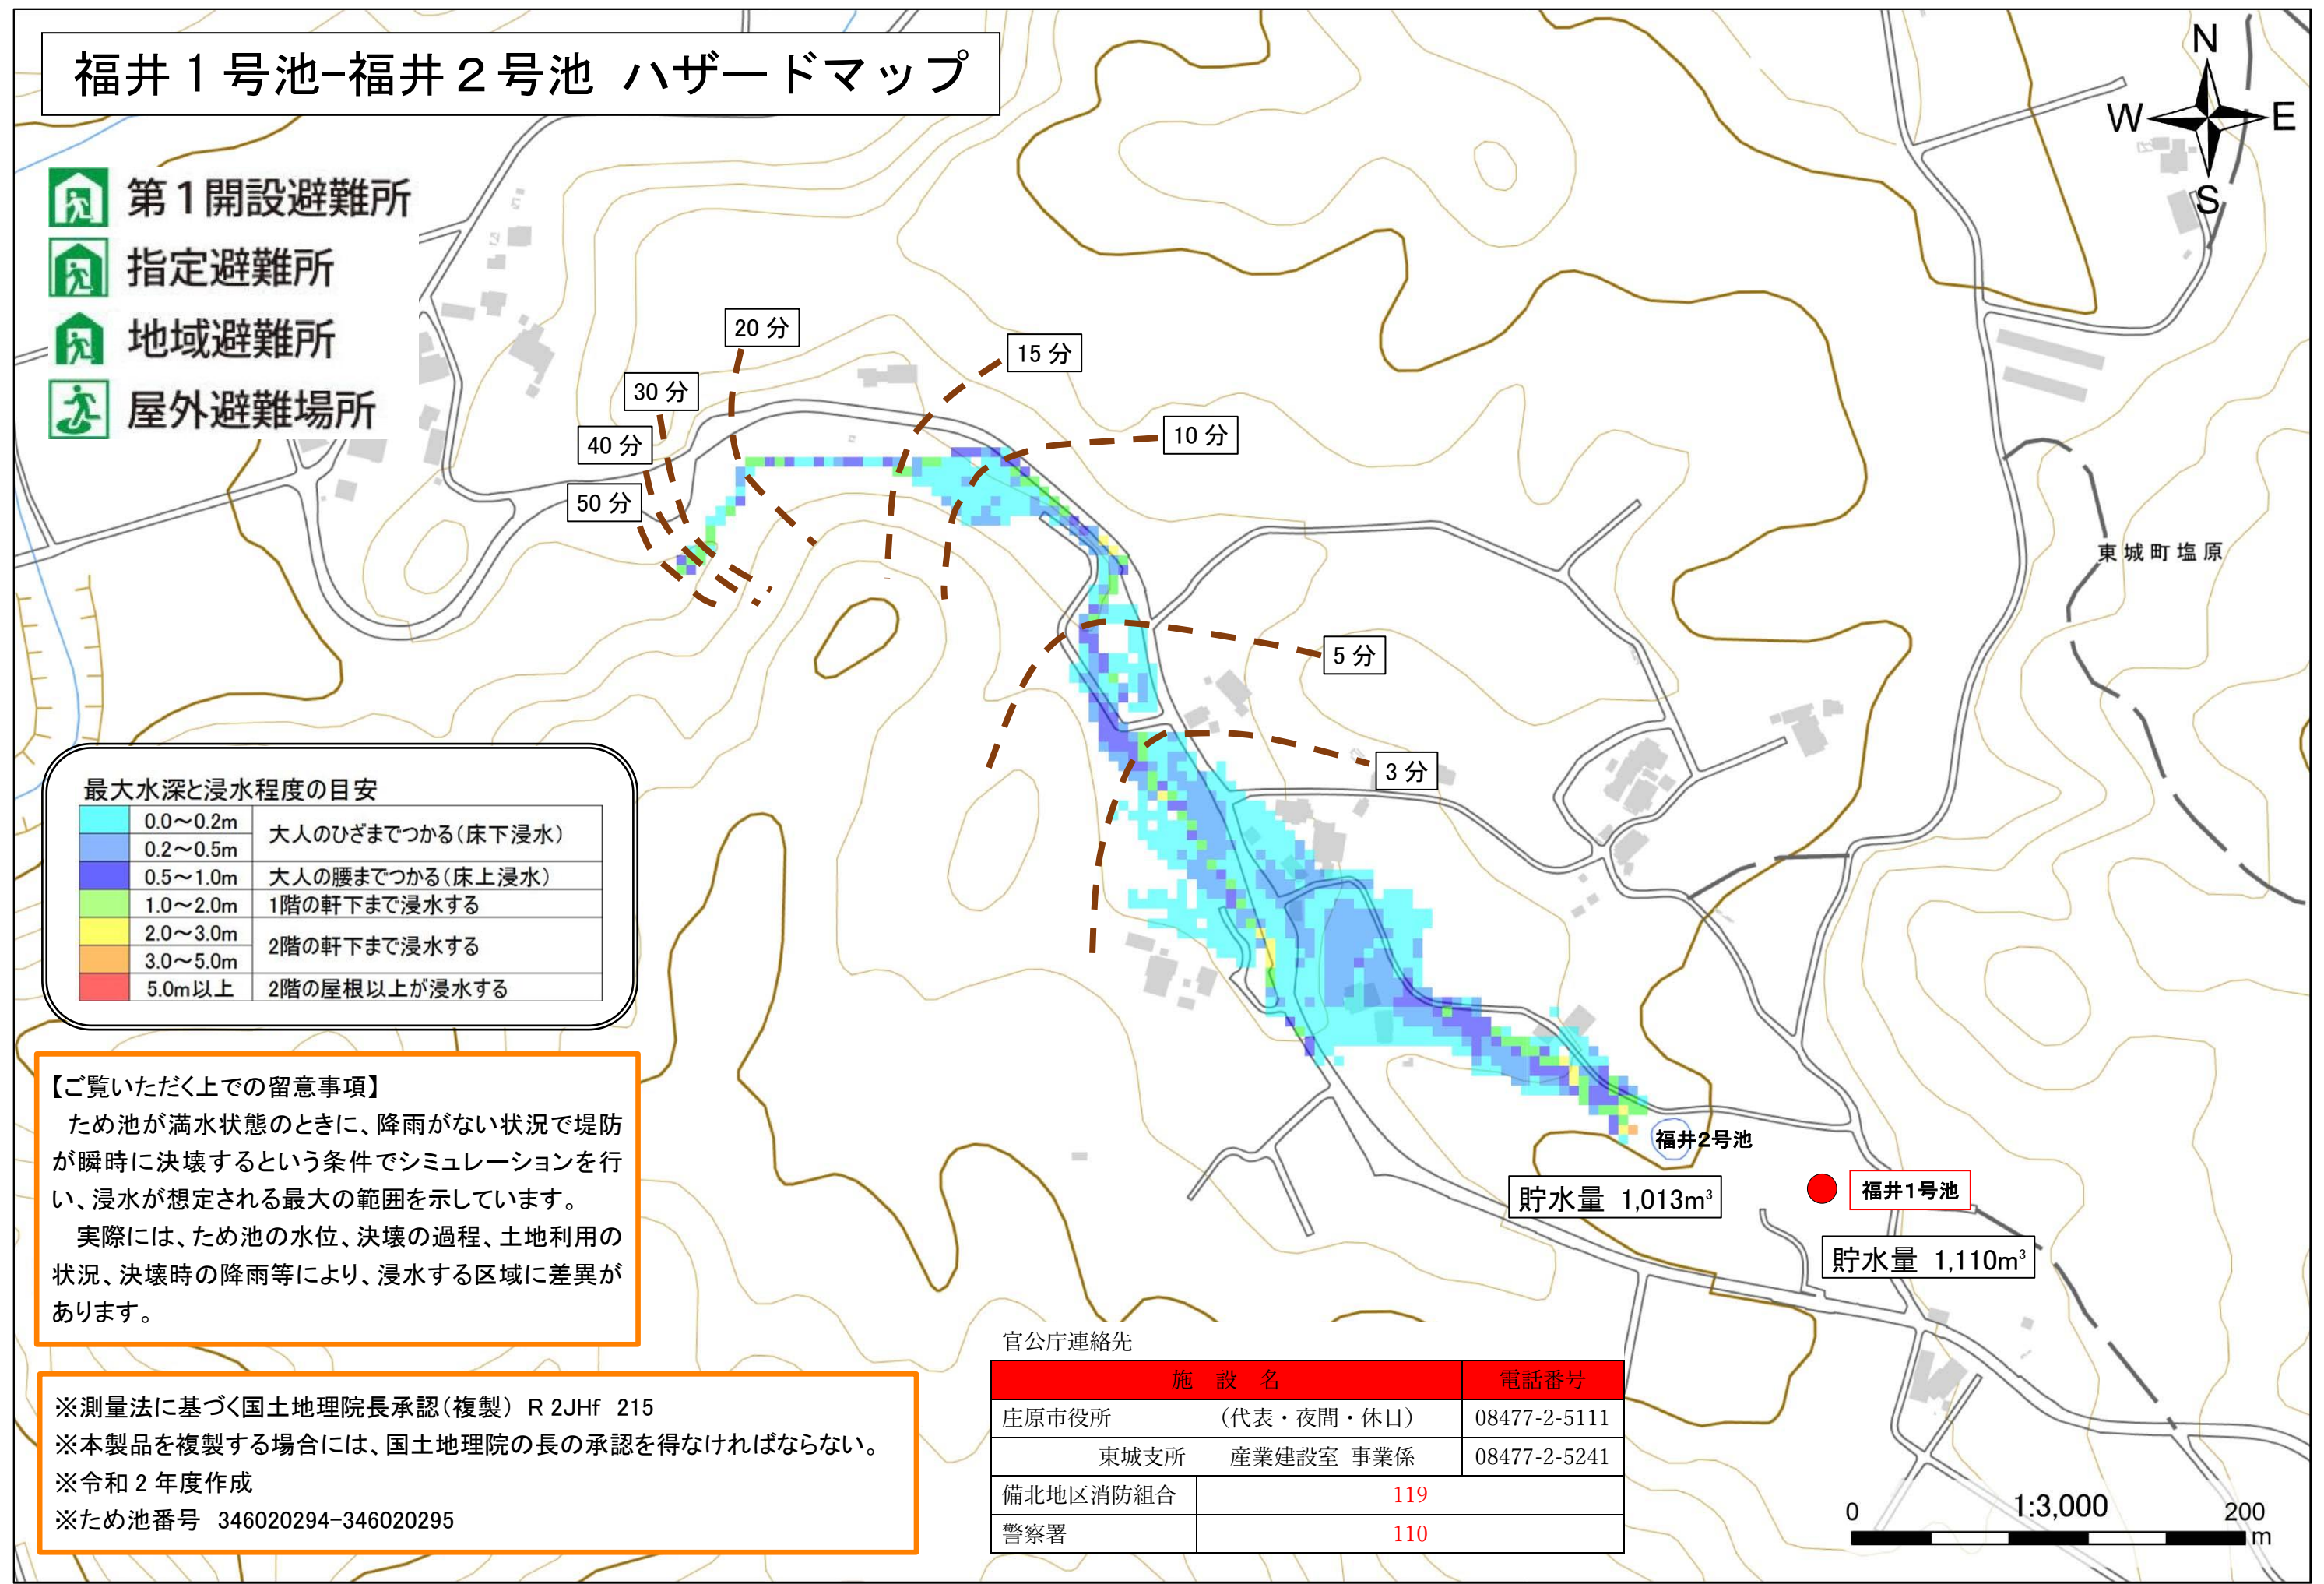 福井１号池-福井２号池 ハザードマップ
N
W
E
S
第１開設避難所
指定避難所
地域避難所
屋外避難場所
20 分
15 分
30 分
10 分
40 分
50 分
東城町塩原
5 分
3 分
最大水深と浸水程度の目安
0.0～0.2m
大人のひざまでつかる（床下浸水）
0.2～0.5m
0.5～1.0m 大人の腰までつかる（床上浸水）
1.0～2.0m 1階の軒下まで浸水する
2.0～3.0m
2階の軒下まで浸水する
3.0～5.0m
5.0m以上 2階の屋根以上が浸水する
【ご覧いただく上での留意事項】
ため池が満水状態のときに、降雨がない状況で堤防
が瞬時に決壊するという条件でシミュレーションを行
い、浸水が想定される最大の範囲を示しています。
実際には、ため池の水位、決壊の過程、土地利用の
状況、決壊時の降雨等により、浸水する区域に差異が
あります。
福井2号池
貯水量 1,013m³
福井1号池
貯水量 1,110m³
※測量法に基づく国土地理院長承認（複製） R 2JHf 215
※本製品を複製する場合には、国土地理院の長の承認を得なければならない。
※令和 2 年度作成
※ため池番号 346020294-346020295
官公庁連絡先
施 設 名 電話番号
庄原市役所 （代表・夜間・休日） 08477-2-5111
東城支所 産業建設室 事業係 08477-2-5241
備北地区消防組合 119
警察署 110
0 1:3,000 200
m